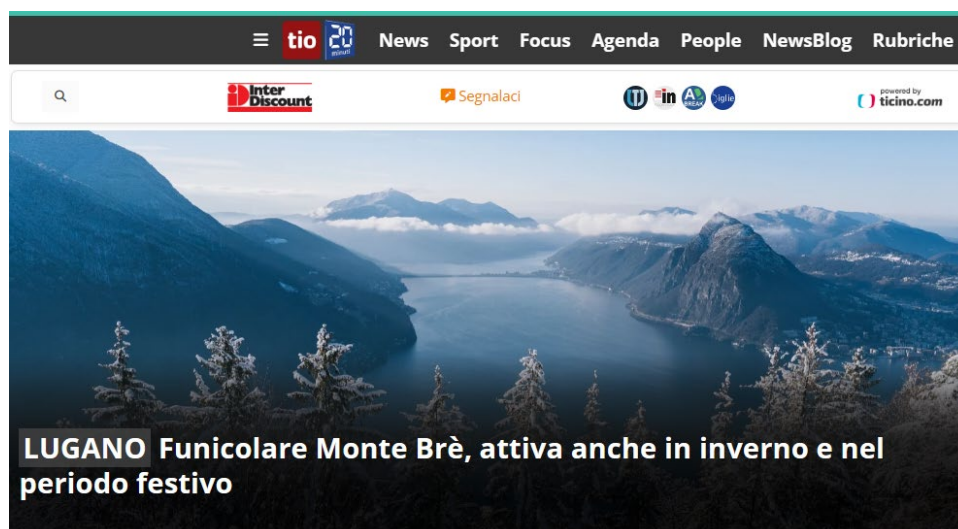 tio 20 minuti News Sport Focus Agenda People NewsBlog Rubriche
Inter Discount Segnalaci in A BREAK powered by ticino.com
LUGANO Funicolare Monte Brè, attiva anche in inverno e nel
periodo festivo